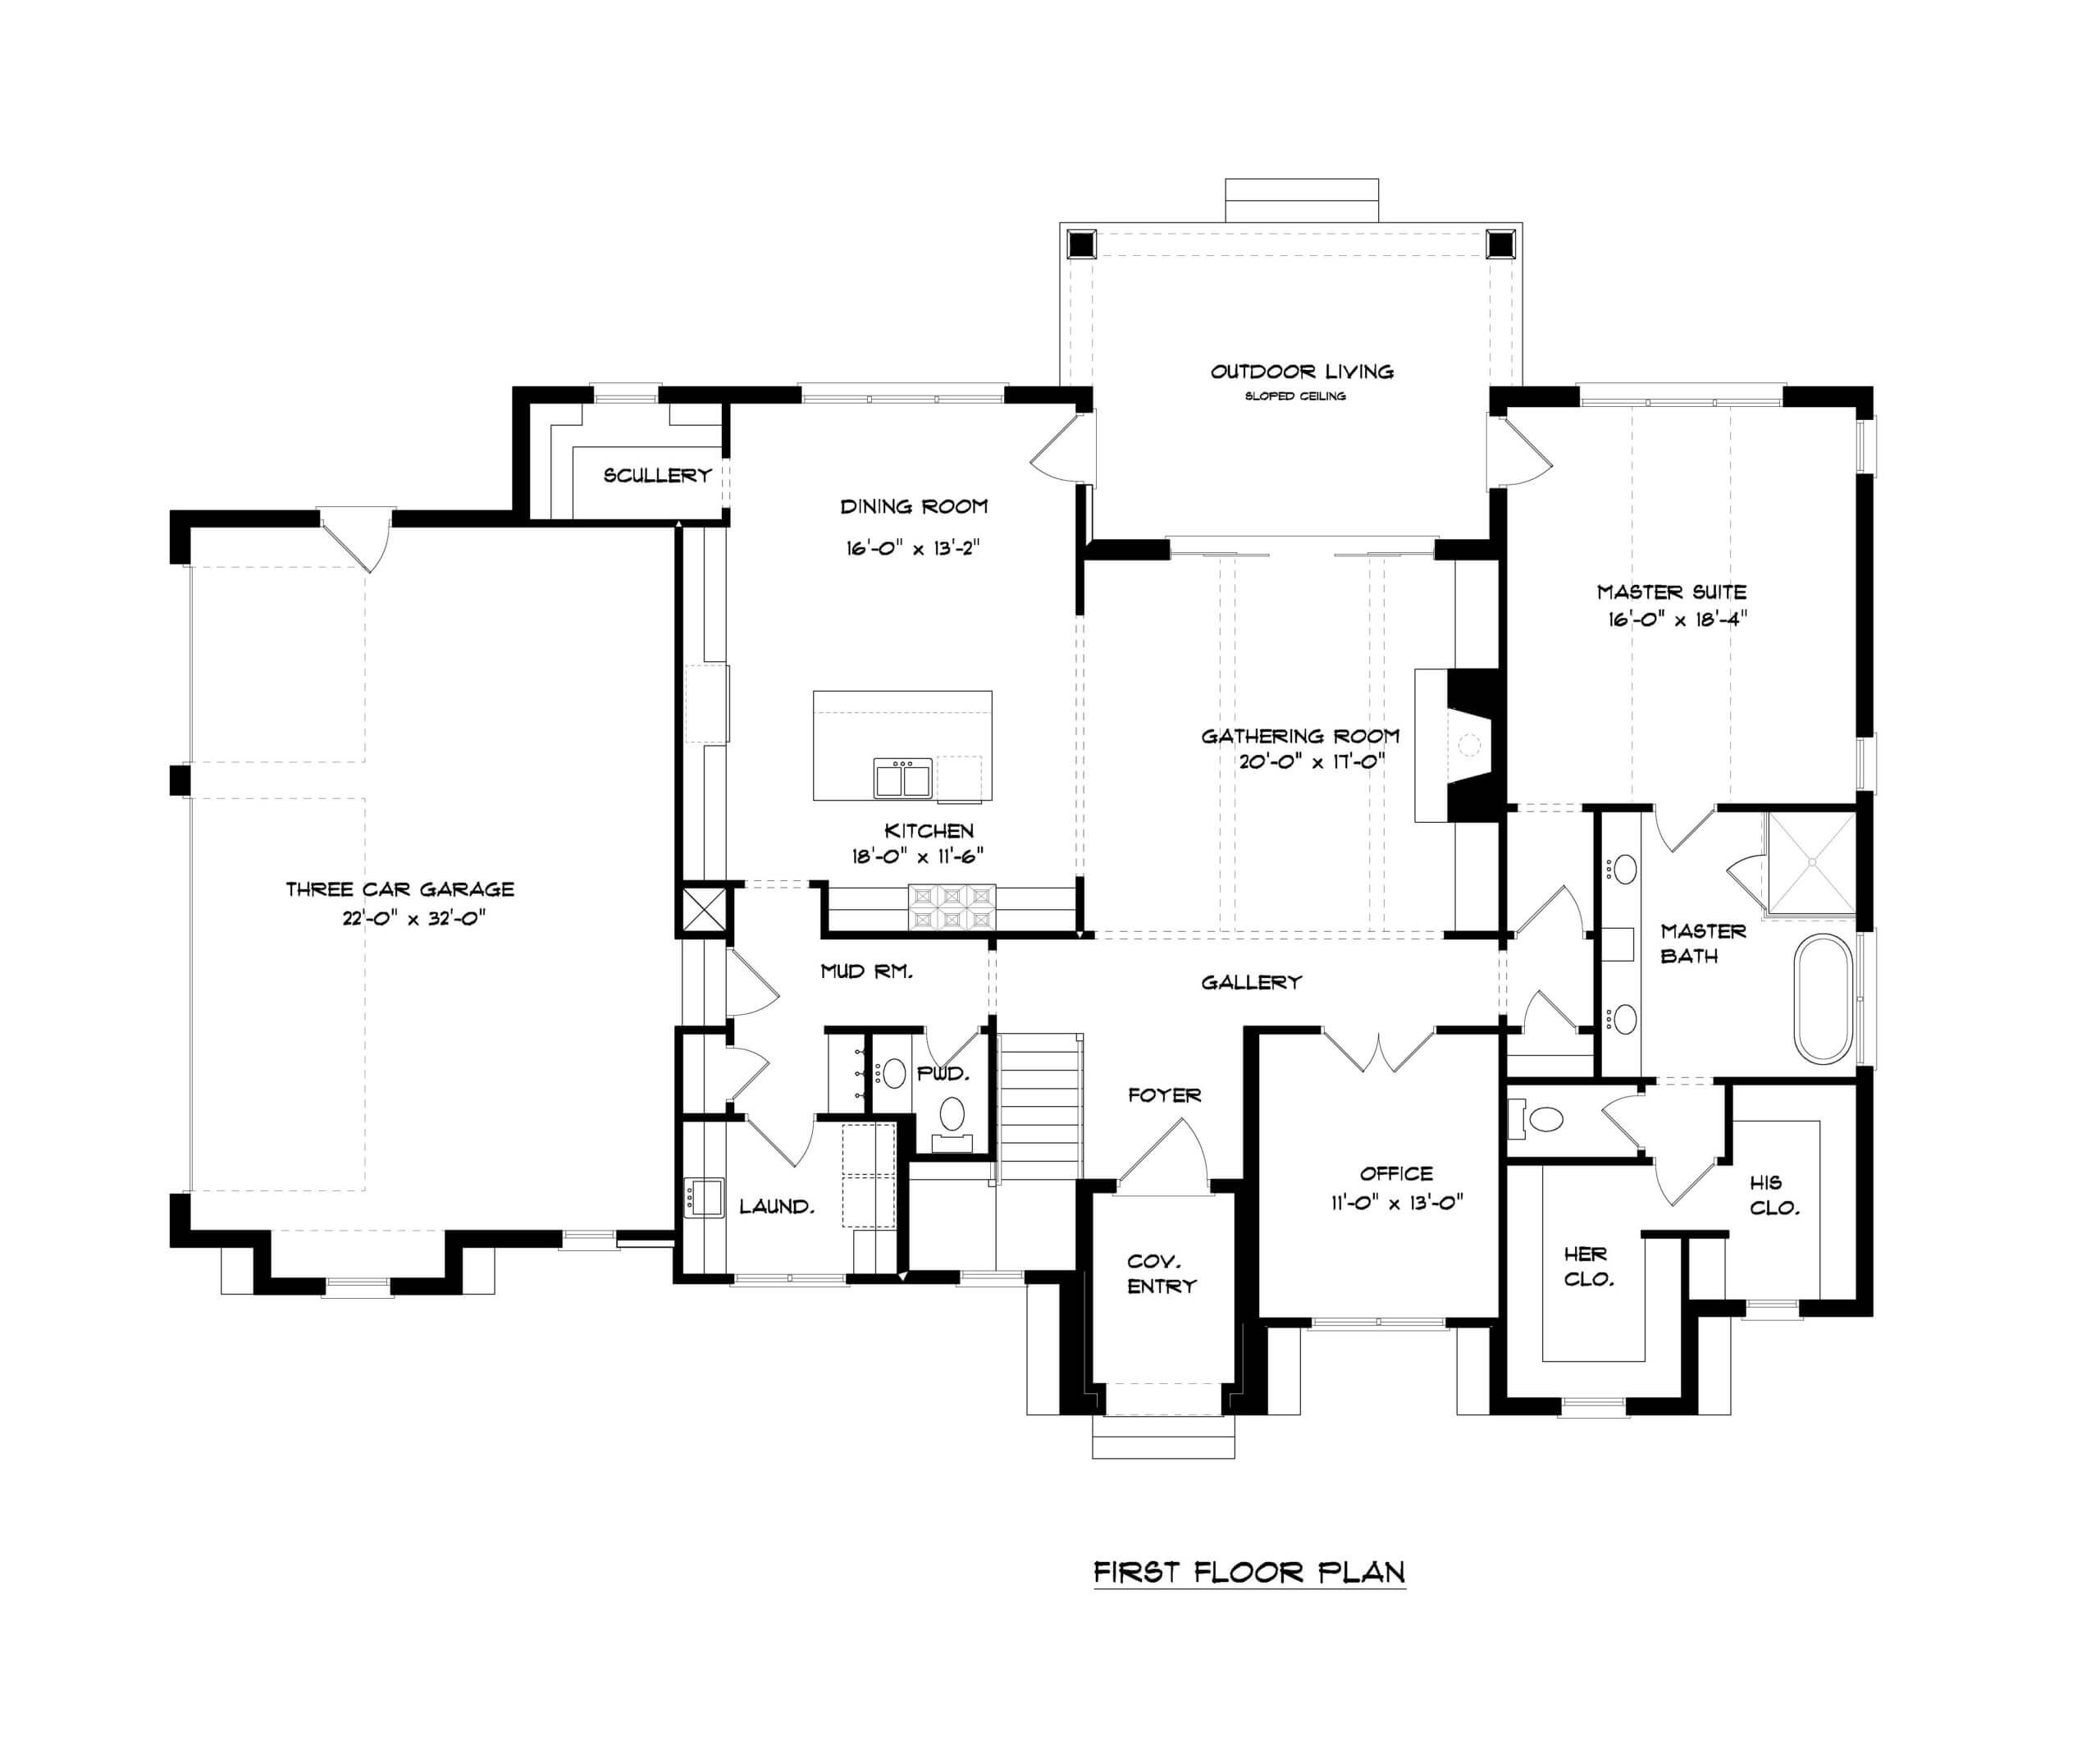 OUTDOOR LIVING
SLOPED CEILING
SCULLERY
DINING ROOM
16'-0" x 13'-2"
MASTER SUITE
16'-0" x 18'-4"
GATHERING ROOM
20'-0" x 17'-0"
KITCHEN
18'-0" x 11'-6"
THREE CAR GARAGE
22'-0" x 32'-0"
MASTER
BATH
MUD RM.
GALLERY
PWD.
FOYER
OFFICE
11'-0" x 13'-0"
HIS
CLO.
LAUND.
HER
CLO.
COV.
ENTRY
FIRST FLOOR PLAN